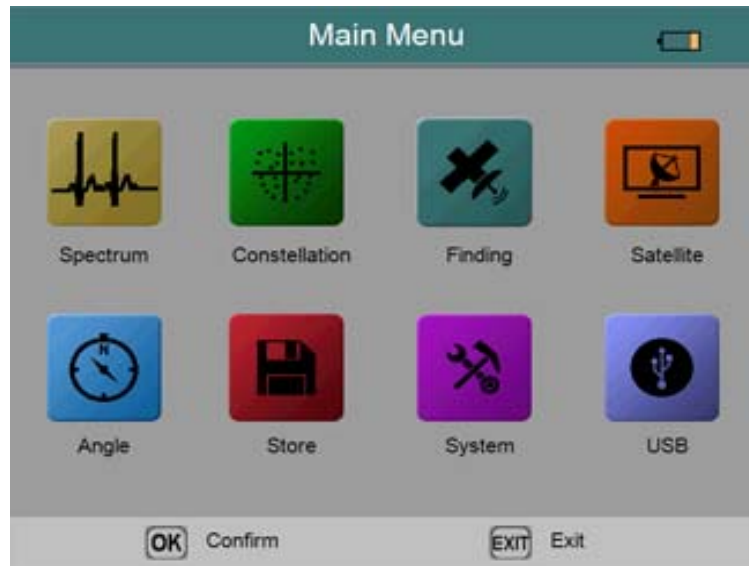 Main Menu
Spectrum Constellation Finding Satellite
N
Angle Store System USB
OK Confirm EXIT Exit